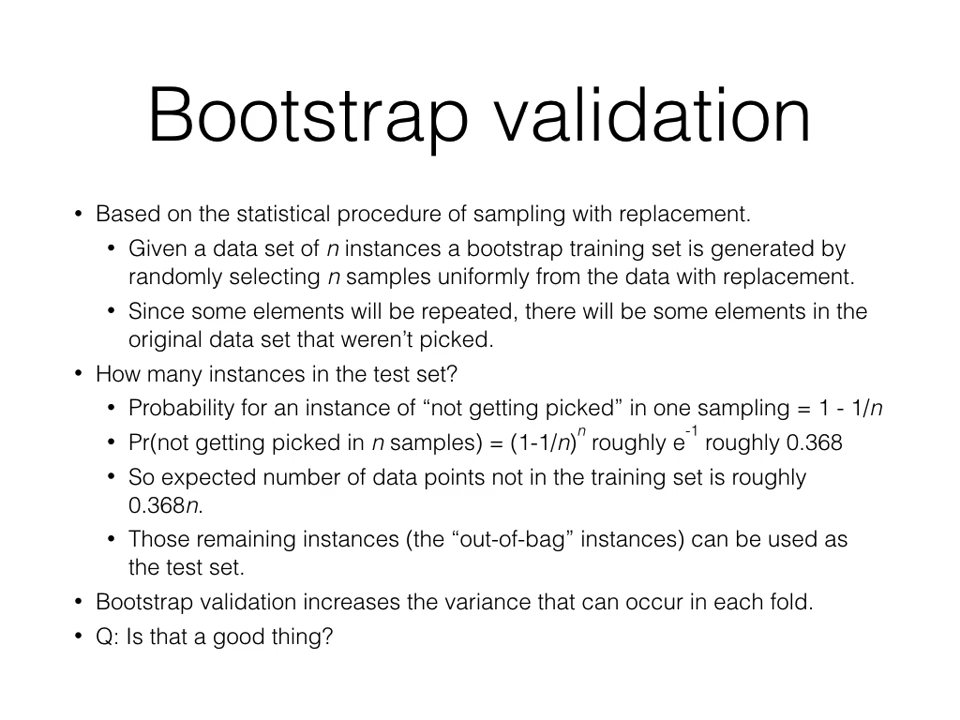 Bootstrap validation
• Based on the statistical procedure of sampling with replacement.
• Given a data set of n instances a bootstrap training set is generated by
randomly selecting n samples uniformly from the data with replacement.
• Since some elements will be repeated, there will be some elements in the
original data set that weren’t picked.
• How many instances in the test set?
• Probability for an instance of “not getting picked” in one sampling = 1 - 1/n
• Pr(not getting picked in n samples) = (1-1/n)^n roughly e^-1 roughly 0.368
• So expected number of data points not in the training set is roughly
0.368n.
• Those remaining instances (the “out-of-bag” instances) can be used as
the test set.
• Bootstrap validation increases the variance that can occur in each fold.
• Q: Is that a good thing?